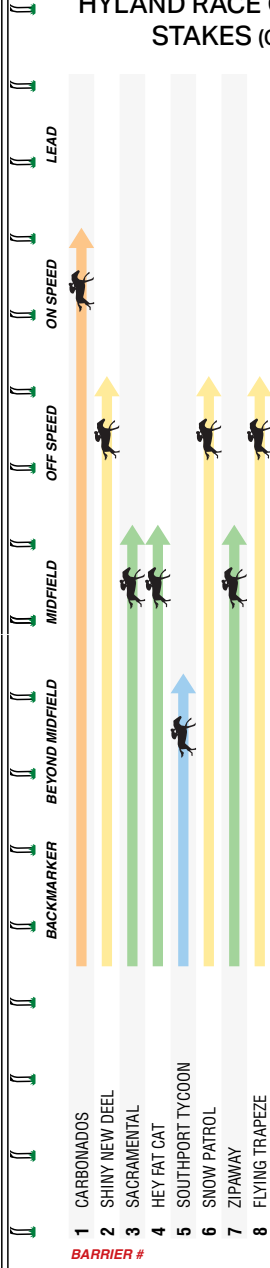 HYLAND RACE
STAKES
LEAD
ON SPEED
OFF SPEED
MIDFIELD
BEYOND MIDFIELD
BACKMARKER
1 CARBONADOS
2 SHINY NEW DEEL
3 SACRAMENTAL
4 HEY FAT CAT
5 SOUTHPORT TYCOON
6 SNOW PATROL
7 ZIPAWAY
8 FLYING TRAPEZE
BARRIER #